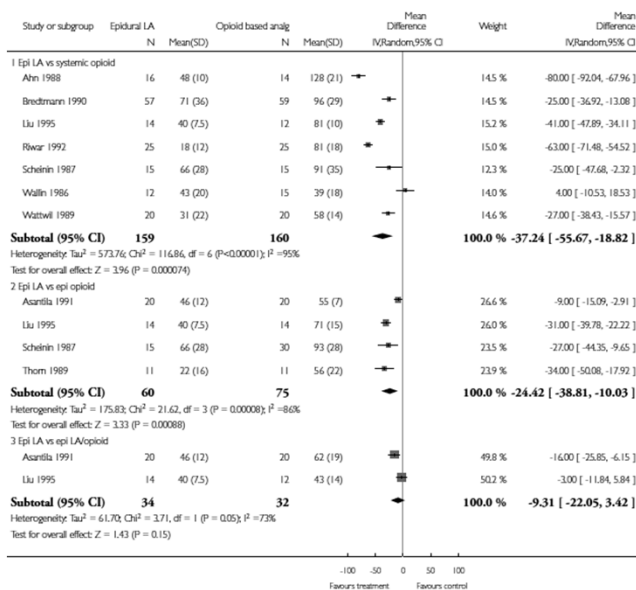 Study or subgroup Epidural LA Opioid based analg Mean Difference Weight Mean Difference
N Mean(SD) N Mean(SD) IV,Random,95% CI IV,Random,95% CI
1 Epi LA vs systemic opioid
Ahn 1988 16 48 (10) 14 128 (21) 14.5 % -80.00 [ -92.04, -67.96 ]
Bredtmann 1990 57 71 (36) 59 96 (29) 14.5 % -25.00 [ -36.92, -13.08 ]
Liu 1995 14 40 (7.5) 12 81 (10) 15.2 % -41.00 [ -47.89, -34.11 ]
Riwar 1992 25 18 (12) 25 81 (18) 15.0 % -63.00 [ -71.48, -54.52 ]
Scheinin 1987 15 66 (28) 15 91 (35) 12.3 % -25.00 [ -47.68, -2.32 ]
Wallin 1986 12 43 (20) 15 39 (18) 14.0 % 4.00 [ -10.53, 18.53 ]
Wattwil 1989 20 31 (22) 20 58 (14) 14.6 % -27.00 [ -38.43, -15.57 ]
Subtotal (95% CI) 159 160 100.0 % -37.24 [ -55.67, -18.82 ]
Heterogeneity: Tau² = 573.76; Chi² = 116.86, df = 6 (P<0.00001); I² =95%
Test for overall effect: Z = 3.96 (P = 0.000074)
2 Epi LA vs epi opioid
Asantila 1991 20 46 (12) 20 55 (7) 26.6 % -9.00 [ -15.09, -2.91 ]
Liu 1995 14 40 (7.5) 14 71 (15) 26.0 % -31.00 [ -39.78, -22.22 ]
Scheinin 1987 15 66 (28) 30 93 (28) 23.5 % -27.00 [ -44.35, -9.65 ]
Thorn 1989 11 22 (16) 11 56 (22) 23.9 % -34.00 [ -50.08, -17.92 ]
Subtotal (95% CI) 60 75 100.0 % -24.42 [ -38.81, -10.03 ]
Heterogeneity: Tau² = 175.83; Chi² = 21.62, df = 3 (P = 0.00008); I² =86%
Test for overall effect: Z = 3.33 (P = 0.00088)
3 Epi LA vs epi LA/opioid
Asantila 1991 20 46 (12) 20 62 (19) 49.8 % -16.00 [ -25.85, -6.15 ]
Liu 1995 14 40 (7.5) 12 43 (14) 50.2 % -3.00 [ -11.84, 5.84 ]
Subtotal (95% CI) 34 32 100.0 % -9.31 [ -22.05, 3.42 ]
Heterogeneity: Tau² = 61.70; Chi² = 3.71, df = 1 (P = 0.05); I² =73%
Test for overall effect: Z = 1.43 (P = 0.15)
-100 -50 0 50 100
Favours treatment Favours control